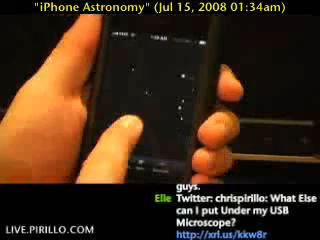 "iPhone Astronomy" (Jul 15, 2008 01:34am)
guys.
Elle Twitter: chrispirillo: What Else
can I put Under my USB
Microscope?
http://xrl.us/kkw8r
LIVE.PIRILLO.COM